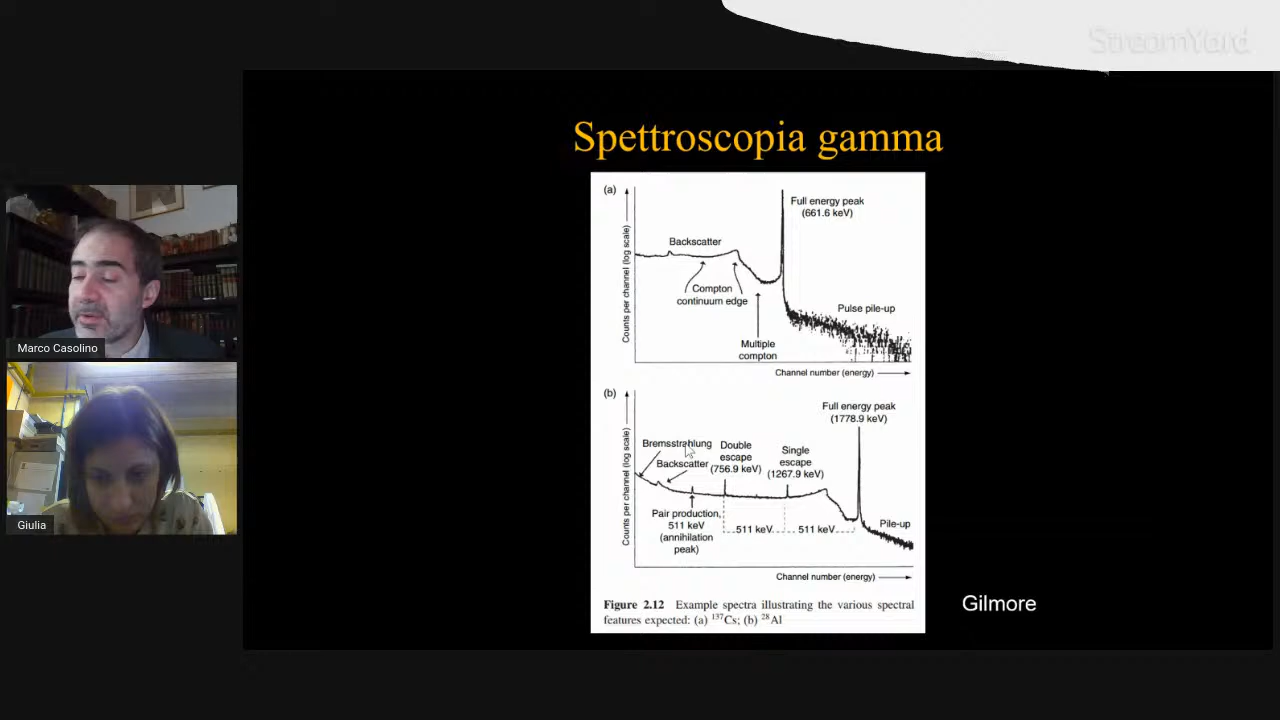 StreamYard
Spettroscopia gamma
(a)
Counts per channel (log scale)
Full energy peak
(661.6 keV)
Backscatter
Compton
continuum edge
Pulse pile-up
Multiple
compton
Channel number (energy)
(b)
Counts per channel (log scale)
Full energy peak
(1778.9 keV)
Bremsstrahlung
Double
escape
(756.9 keV)
Single
escape
(1267.9 keV)
Backscatter
Pair production,
511 keV
(annihilation
peak)
511 keV
511 keV
Pile-up
Channel number (energy)
Figure 2.12 Example spectra illustrating the various spectral
features expected: (a) ¹³⁷Cs; (b) ²⁸Al
Gilmore
Marco Casolino
Giulia